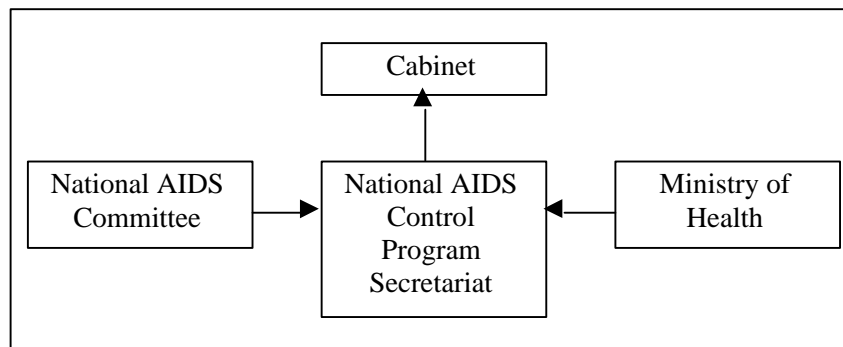 Cabinet
National AIDS
Committee
National AIDS
Control
Program
Secretariat
Ministry of
Health